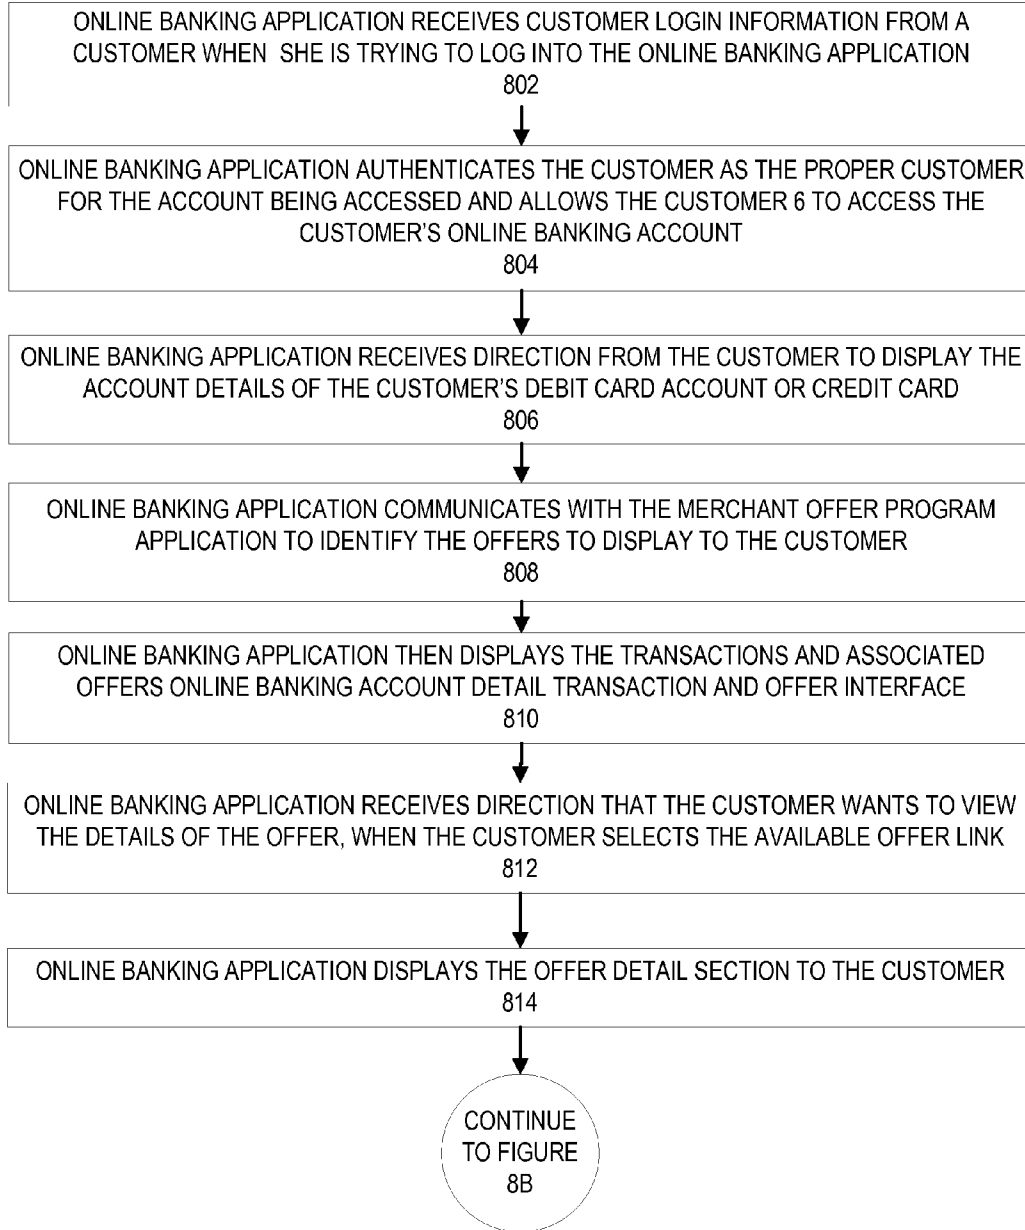 ONLINE BANKING APPLICATION RECEIVES CUSTOMER LOGIN INFORMATION FROM A
CUSTOMER WHEN SHE IS TRYING TO LOG INTO THE ONLINE BANKING APPLICATION
802
ONLINE BANKING APPLICATION AUTHENTICATES THE CUSTOMER AS THE PROPER CUSTOMER
FOR THE ACCOUNT BEING ACCESSED AND ALLOWS THE CUSTOMER 6 TO ACCESS THE
CUSTOMER'S ONLINE BANKING ACCOUNT
804
ONLINE BANKING APPLICATION RECEIVES DIRECTION FROM THE CUSTOMER TO DISPLAY THE
ACCOUNT DETAILS OF THE CUSTOMER'S DEBIT CARD ACCOUNT OR CREDIT CARD
806
ONLINE BANKING APPLICATION COMMUNICATES WITH THE MERCHANT OFFER PROGRAM
APPLICATION TO IDENTIFY THE OFFERS TO DISPLAY TO THE CUSTOMER
808
ONLINE BANKING APPLICATION THEN DISPLAYS THE TRANSACTIONS AND ASSOCIATED
OFFERS ONLINE BANKING ACCOUNT DETAIL TRANSACTION AND OFFER INTERFACE
810
ONLINE BANKING APPLICATION RECEIVES DIRECTION THAT THE CUSTOMER WANTS TO VIEW
THE DETAILS OF THE OFFER, WHEN THE CUSTOMER SELECTS THE AVAILABLE OFFER LINK
812
ONLINE BANKING APPLICATION DISPLAYS THE OFFER DETAIL SECTION TO THE CUSTOMER
814
CONTINUE
TO FIGURE
8B